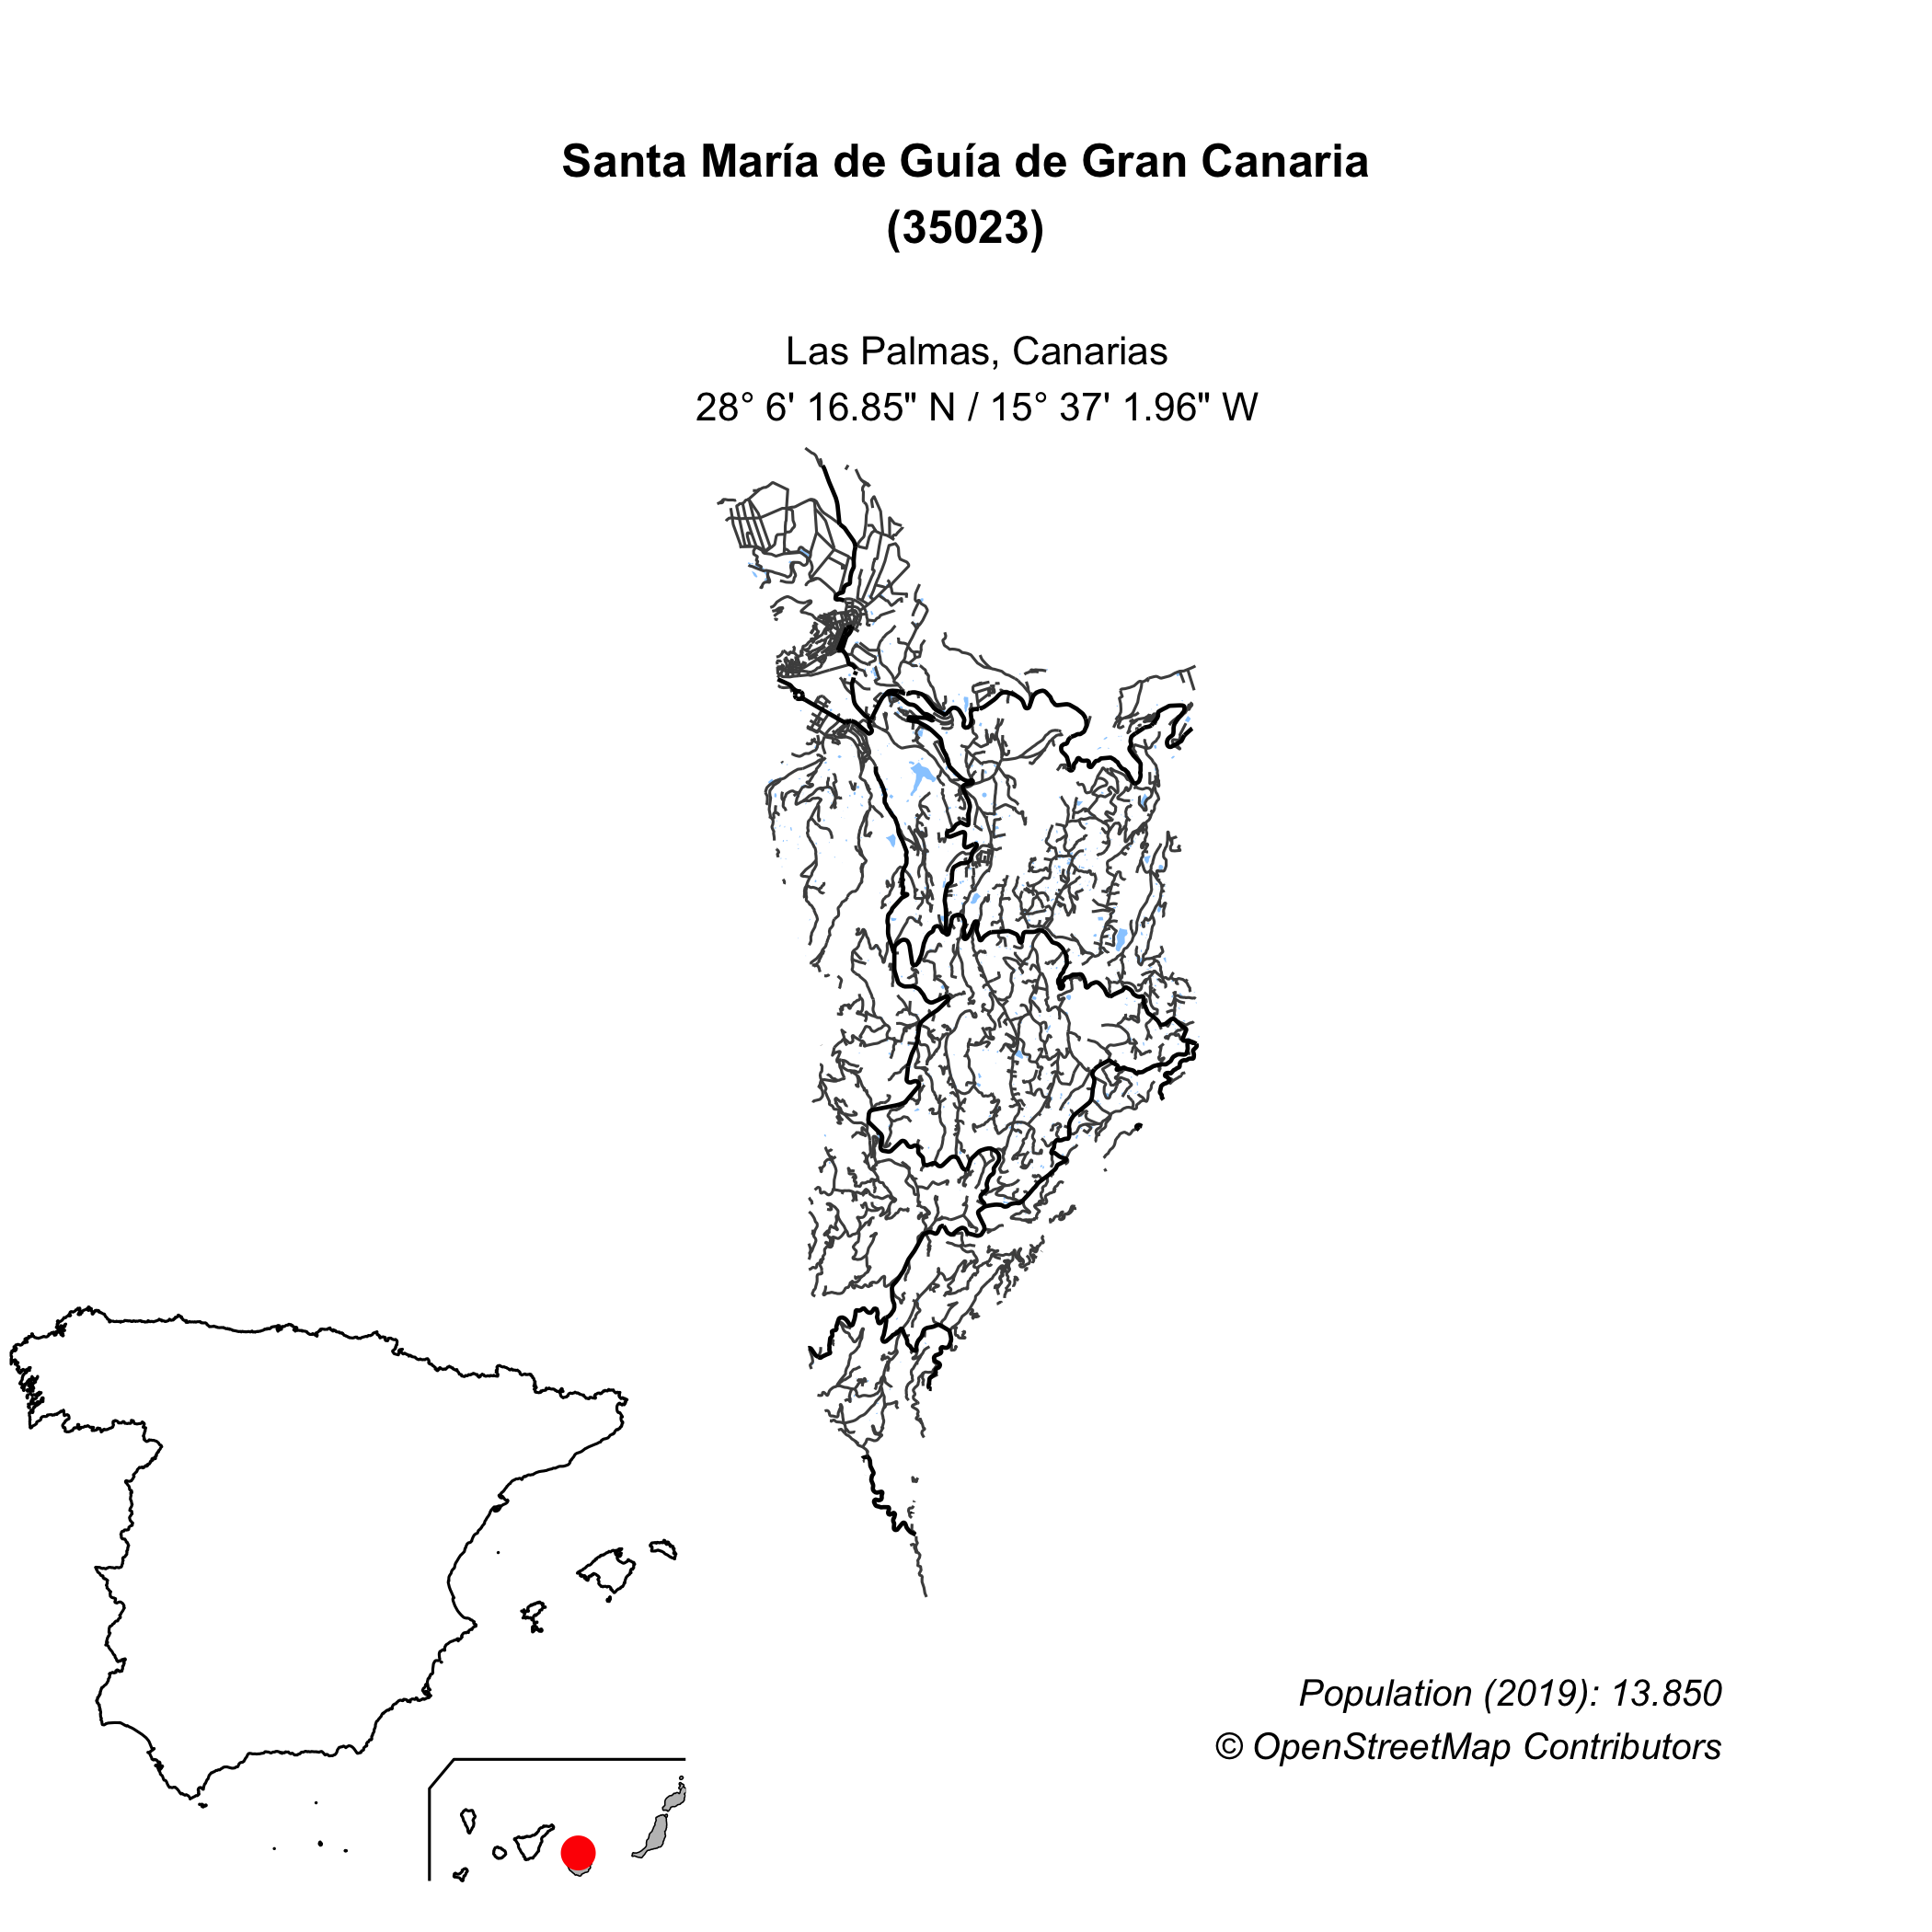 Santa María de Guía de Gran Canaria
(35023)
Las Palmas, Canarias
28° 6' 16.85" N / 15° 37' 1.96" W
Population (2019): 13.850
© OpenStreetMap Contributors